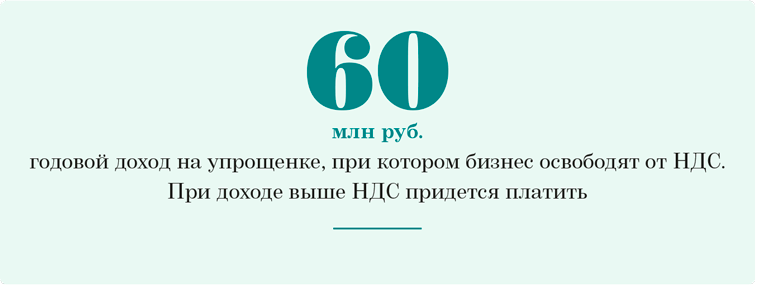 60
млн руб.
годовой доход на упрощенке, при котором бизнес освободят от НДС.
При доходе выше НДС придется платить